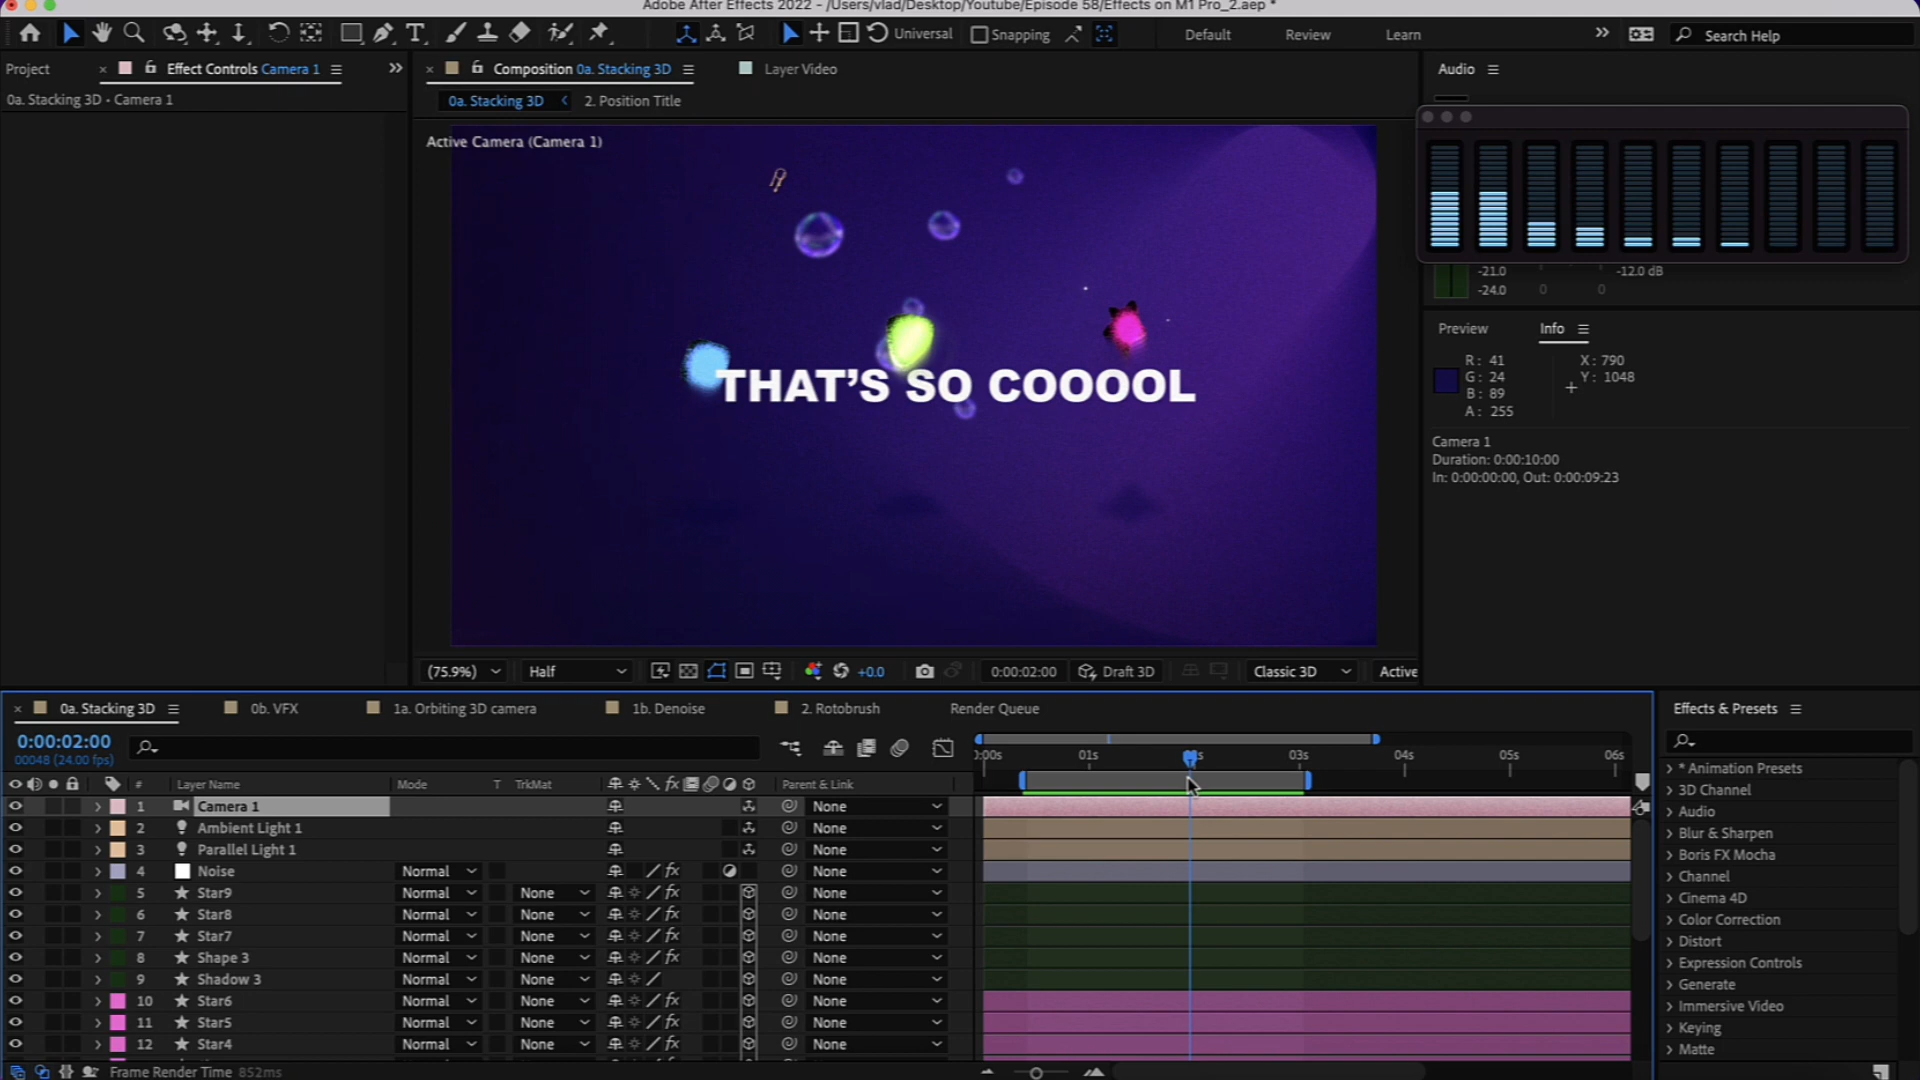 Adobe After Effects 2022 - /Users/vlad/Desktop/Youtube/Episode 58/Effects on M1 Pro_2.aep *
Universal
Snapping
Default
Review
Learn
Search Help
Project
Effect Controls Camera 1
Composition 0a. Stacking 3D
Layer Video
Audio
0a. Stacking 3D • Camera 1
0a. Stacking 3D
2. Position Title
Active Camera (Camera 1)
THAT'S SO COOOOL
-21.0
-24.0
0
0
-12.0 dB
Preview
Info
R: 41
G: 24
B: 89
A: 255
X: 790
Y: 1048
Camera 1
Duration: 0:00:10:00
In: 0:00:00:00, Out: 0:00:09:23
(75.9%)
Half
+0.0
0:00:02:00
Draft 3D
Classic 3D
Active
0a. Stacking 3D
0b. VFX
1a. Orbiting 3D camera
1b. Denoise
2. Rotobrush
Render Queue
Effects & Presets
0:00:02:00
00048 (24.00 fps)
01s
03s
04s
05s
06s
#
Layer Name
Mode
T
TrkMat
fx
Parent & Link
1 Camera 1 None
2 Ambient Light 1 None
3 Parallel Light 1 None
4 Noise Normal fx None
5 Star9 Normal None fx None
6 Star8 Normal None fx None
7 Star7 Normal None fx None
8 Shape 3 Normal None fx None
9 Shadow 3 Normal None None
10 Star6 Normal None fx None
11 Star5 Normal None fx None
12 Star4 Normal None fx None
Frame Render Time 852ms
* Animation Presets
3D Channel
Audio
Blur & Sharpen
Boris FX Mocha
Channel
Cinema 4D
Color Correction
Distort
Expression Controls
Generate
Immersive Video
Keying
Matte